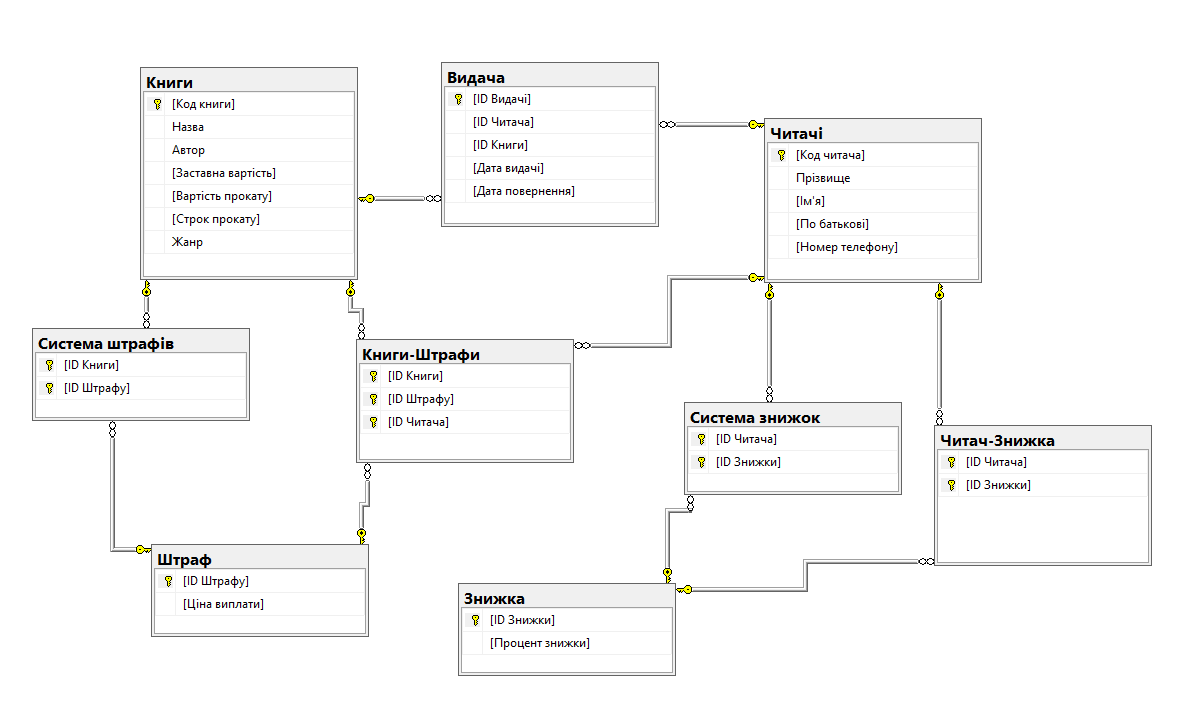 Книги
[Код книги]
Назва
Автор
[Заставна вартість]
[Вартість прокату]
[Строк прокату]
Жанр
Видача
[ID Видачі]
[ID Читача]
[ID Книги]
[Дата видачі]
[Дата повернення]
Читачі
[Код читача]
Прізвище
[Ім'я]
[По батькові]
[Номер телефону]
Система штрафів
[ID Книги]
[ID Штрафу]
Книги-Штрафи
[ID Книги]
[ID Штрафу]
[ID Читача]
Система знижок
[ID Читача]
[ID Знижки]
Читач-Знижка
[ID Читача]
[ID Знижки]
Штраф
[ID Штрафу]
[Ціна виплати]
Знижка
[ID Знижки]
[Процент знижки]